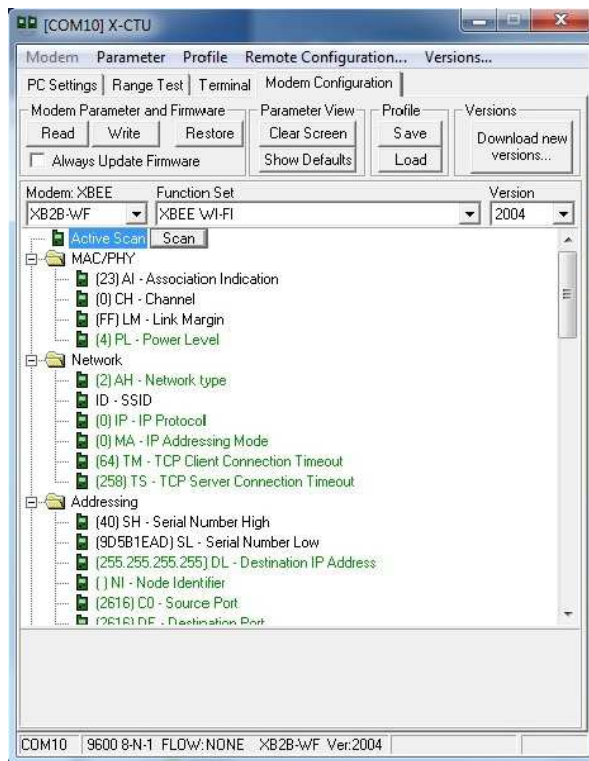 [COM10] X-CTU
Modem Parameter Profile Remote Configuration... Versions...
PC Settings Range Test Terminal Modem Configuration
Modem Parameter and Firmware Parameter View Profile Versions
Read Write Restore Clear Screen Save Download new versions...
Always Update Firmware Show Defaults Load
Modem: XBEE Function Set Version
XB2B-WF XBEE WI-FI 2004
Active Scan Scan
MAC/PHY
(23) AI - Association Indication
(0) CH - Channel
(FF) LM - Link Margin
(4) PL - Power Level
Network
(2) AH - Network type
ID - SSID
(0) IP - IP Protocol
(0) MA - IP Addressing Mode
(64) TM - TCP Client Connection Timeout
(258) TS - TCP Server Connection Timeout
Addressing
(40) SH - Serial Number High
(9D5B1EAD) SL - Serial Number Low
(255.255.255.255) DL - Destination IP Address
( ) NI - Node Identifier
(2616) C0 - Source Port
(2616) DE - Destination Port
COM10 9600 8-N-1 FLOW:NONE XB2B-WF Ver:2004